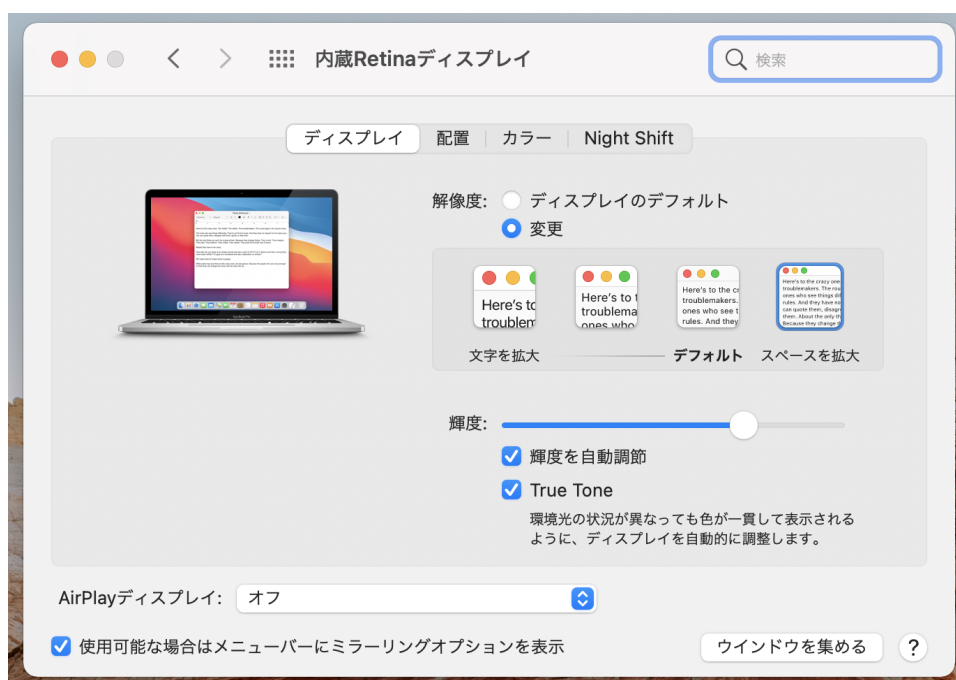 内蔵Retinaディスプレイ
検索
ディスプレイ 配置 カラー Night Shift
解像度: ディスプレイのデフォルト
変更
Here's to
troublem
Here's to t
troublema
ones who
Here's to the cr
troublemakers.
ones who see t
rules. And they
Here's to the crazy one
troublemakers. The rou
ones who see things dif
rules. And they have no
can quote them, disagre
them. About the only th
Because they change t
文字を拡大 デフォルト スペースを拡大
輝度:
輝度を自動調節
True Tone
環境光の状況が異なっても色が一貫して表示される
ように、ディスプレイを自動的に調整します。
AirPlayディスプレイ: オフ
使用可能な場合はメニューバーにミラーリングオプションを表示
ウインドウを集める ?